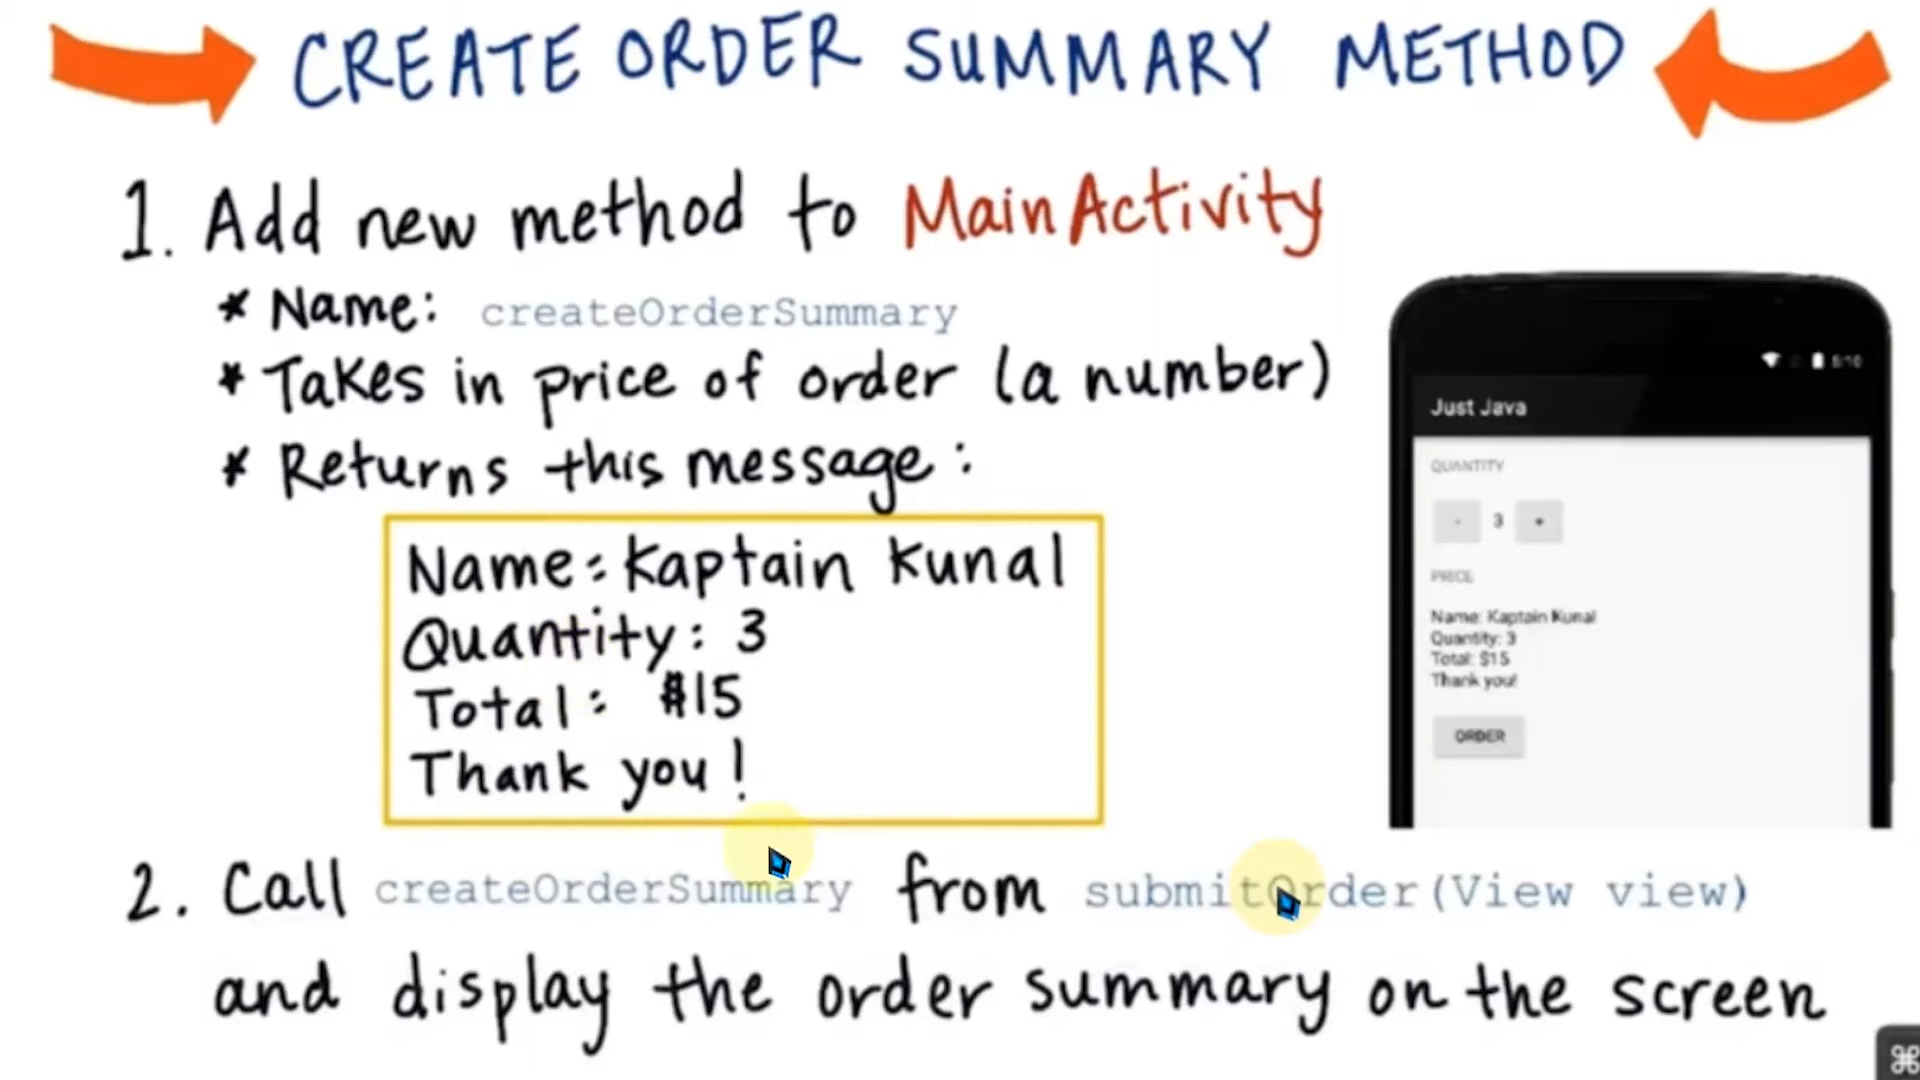 CREATE ORDER SUMMARY METHOD
1. Add new method to MainActivity
* Name: createOrderSummary
* Takes in price of order (a number)
* Returns this message:
Name: Kaptain Kunal
Quantity: 3
Total: $15
Thank you!
5:10
Just Java
QUANTITY
- 3 +
PRICE
Name: Kaptain Kunal
Quantity: 3
Total: $15
Thank you!
ORDER
2. Call createOrderSummary from submitOrder(View view)
and display the order summary on the screen
⌘